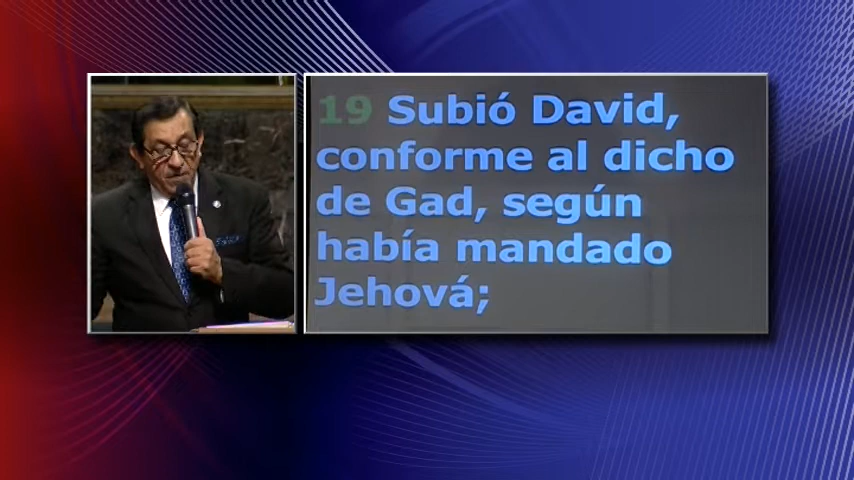 19 Subió David,
conforme al dicho
de Gad, según
había mandado
Jehová;